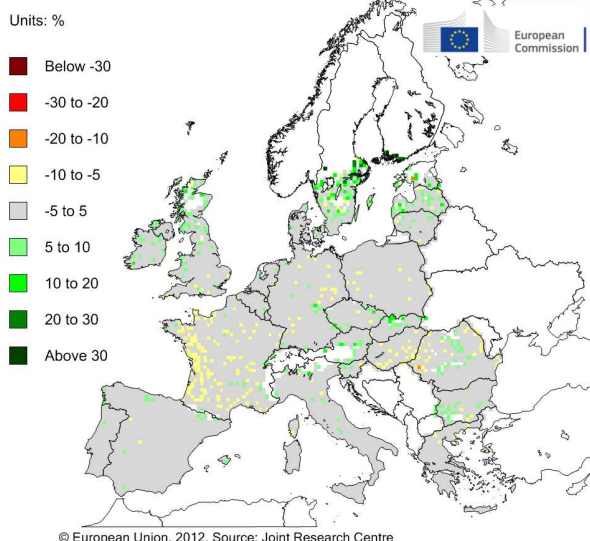 Units: %
European
Commission
Below -30
-30 to -20
-20 to -10
-10 to -5
-5 to 5
5 to 10
10 to 20
20 to 30
Above 30
© European Union, 2012. Source: Joint Research Centre